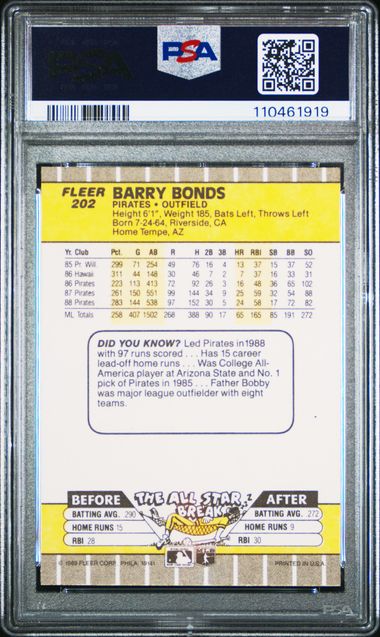 PSA
PSA
110461919
FLEER BARRY BONDS
202 PIRATES • OUTFIELD
Height 6'1", Weight 185, Bats Left, Throws Left
Born 7-24-64, Riverside, CA
Home Tempe, AZ
Yr. Club Pct. G AB R H 2B 3B HR RBI SB BB SO
85 Pr. Wil 299 71 254 49 76 16 4 13 37 15 37 52
86 Hawaii 311 44 148 30 46 7 2 7 37 16 33 31
86 Pirates 223 113 413 72 92 26 3 16 48 36 65 102
87 Pirates 261 150 551 99 144 34 9 25 59 32 54 88
88 Pirates 283 144 538 97 152 30 5 24 58 17 72 82
ML Totals 258 407 1502 268 388 90 17 65 165 85 191 272
DID YOU KNOW? Led Pirates in 1988
with 97 runs scored . . . Has 15 career
lead-off home runs . . . Was College All-
America player at Arizona State and No. 1
pick of Pirates in 1985 . . . Father Bobby
was major league outfielder with eight
teams.
BEFORE THE ALL STAR BREAK AFTER
BATTING AVG. .290 BATTING AVG. .272
HOME RUNS 15 HOME RUNS 9
RBI 28 RBI 30
© 1989 FLEER CORP. PHILA. 19141 PRINTED IN U.S.A.
PSA